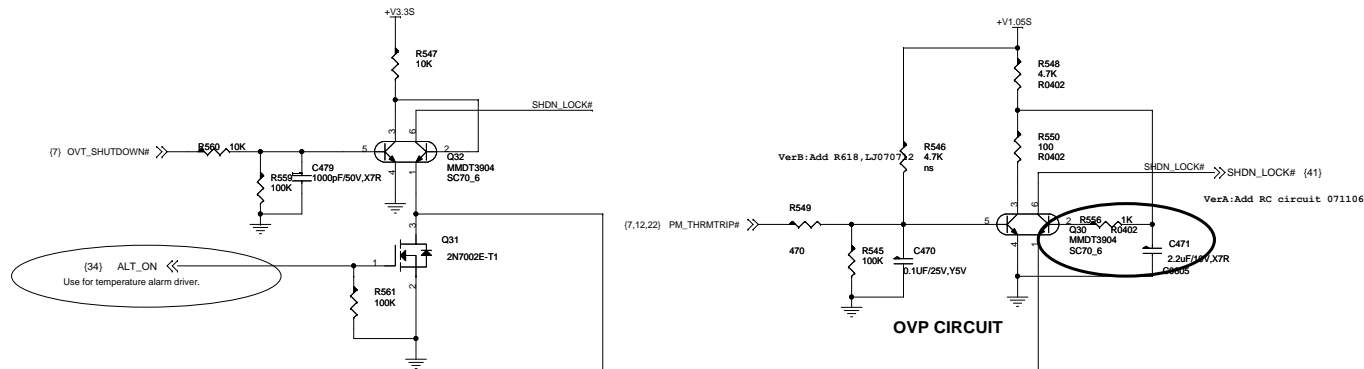 +V3.3S
R547
10K
SHDN_LOCK#
3
6
{7} OVT_SHUTDOWN#
R560 10K
5
2
Q32
MMDT3904
SC70_6
C479
1000pF/50V,X7R
R559
100K
4
1
3
Q31
2N7002E-T1
{34} ALT_ON
1
Use for temperature alarm driver.
2
R561
100K
+V1.05S
R548
4.7K
R0402
R546
4.7K
ns
VerB:Add R618,LJ070712
R550
100
R0402
SHDN_LOCK#
SHDN_LOCK# {41}
VerA:Add RC circuit 071106
3
6
R549
{7,12,22} PM_THRMTRIP#
470
5
2
R556 1K
R0402
Q30
MMDT3904
SC70_6
4
1
R545
100K
C470
0.1UF/25V,Y5V
C471
2.2uF/10V,X7R
C0805
OVP CIRCUIT